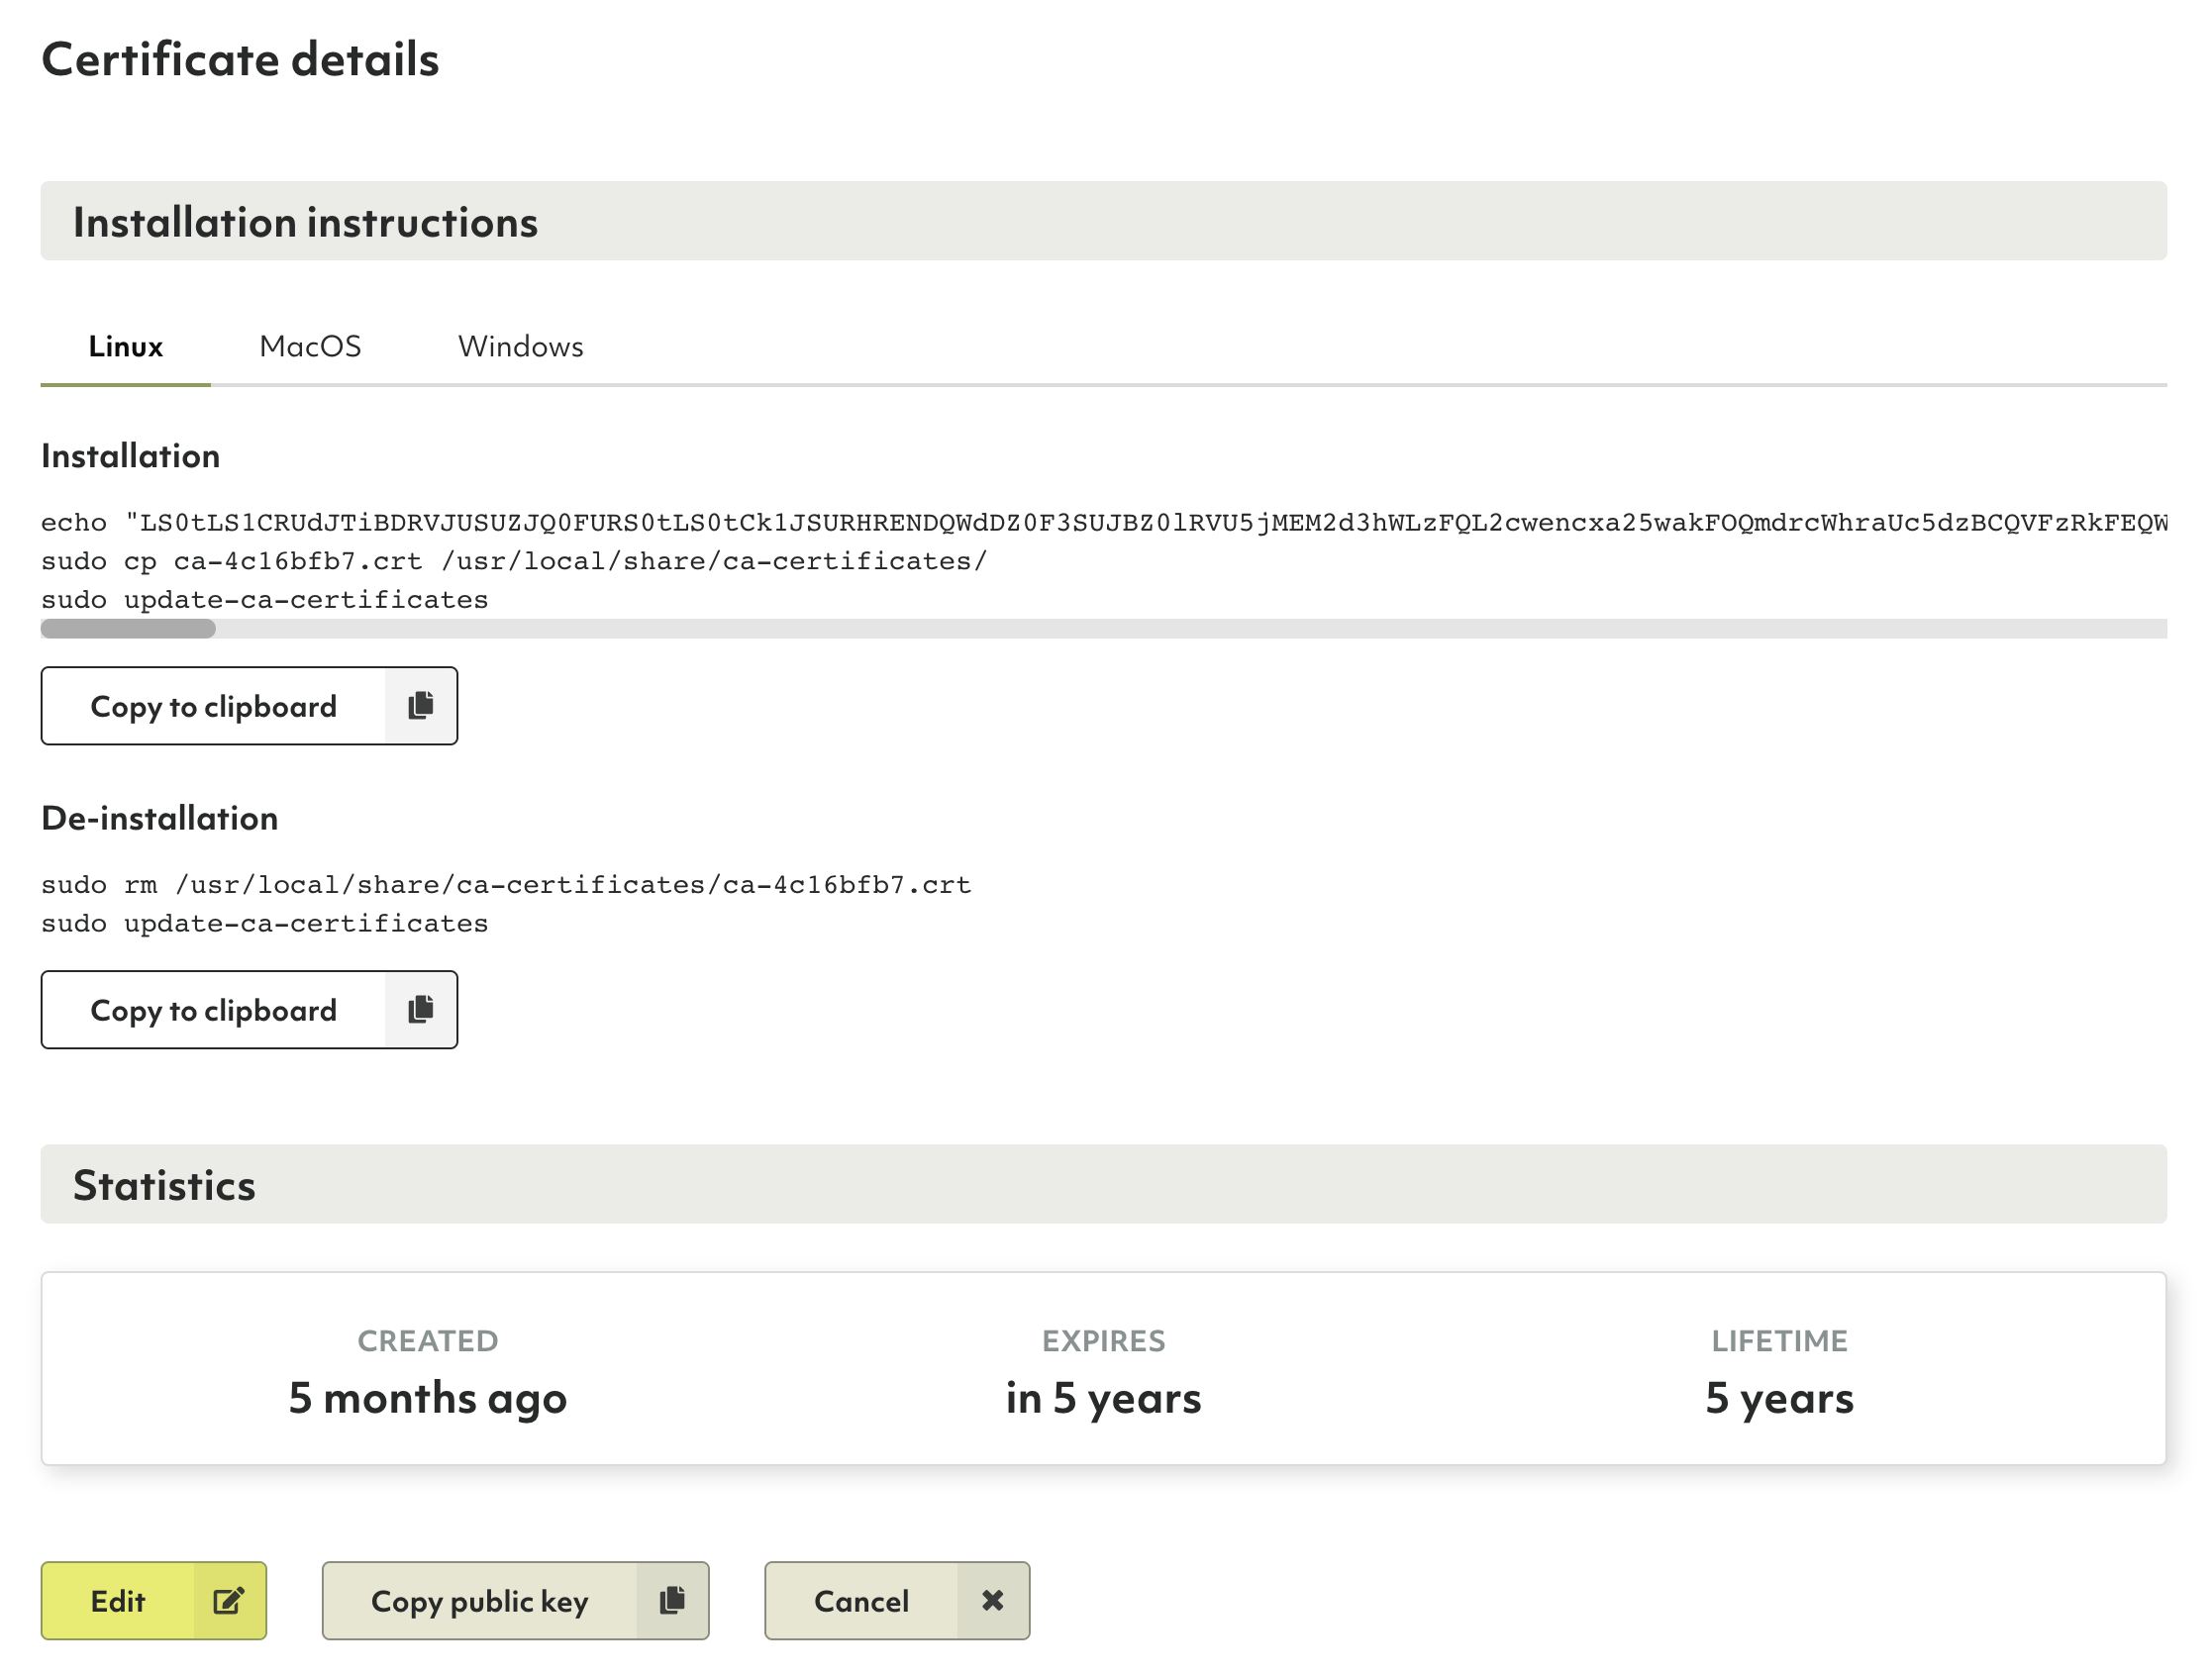 Certificate details
Installation instructions
Linux MacOS Windows
Installation
echo "LS0tLS1CRUdJTiBDRVJUSUZJQ0FURS0tLS0tCk1JSURHRENDQWdDZ0F3SUJBZ0lRVU5jMEM2d3hWLzFQL2cwencxa25wakFOQmdrcWhraUc5dzBCQVFzRkFEQW
sudo cp ca-4c16bfb7.crt /usr/local/share/ca-certificates/
sudo update-ca-certificates
Copy to clipboard
De-installation
sudo rm /usr/local/share/ca-certificates/ca-4c16bfb7.crt
sudo update-ca-certificates
Copy to clipboard
Statistics
CREATED EXPIRES LIFETIME
5 months ago in 5 years 5 years
Edit Copy public key Cancel